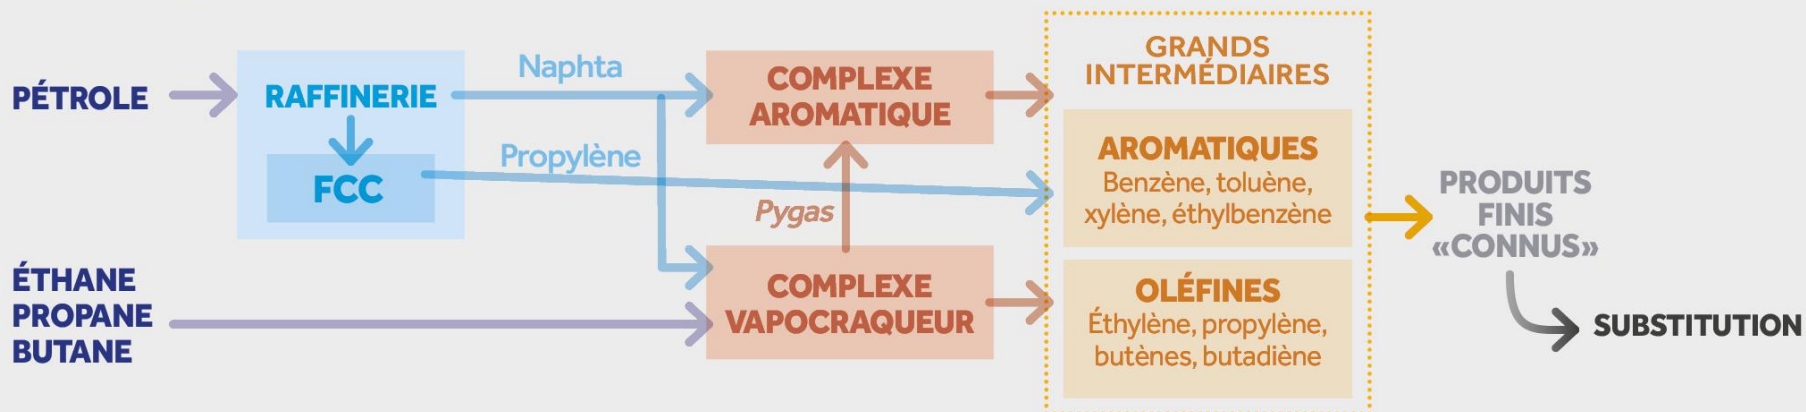 PÉTROLE
RAFFINERIE
FCC
Naphta
Propylène
COMPLEXE
AROMATIQUE
Pygas
ÉTHANE
PROPANE
BUTANE
COMPLEXE
VAPOCRAQUEUR
GRANDS
INTERMÉDIAIRES
AROMATIQUES
Benzène, toluène,
xylène, éthylbenzène
OLÉFINES
Éthylène, propylène,
butènes, butadiène
PRODUITS
FINIS
«CONNUS»
SUBSTITUTION